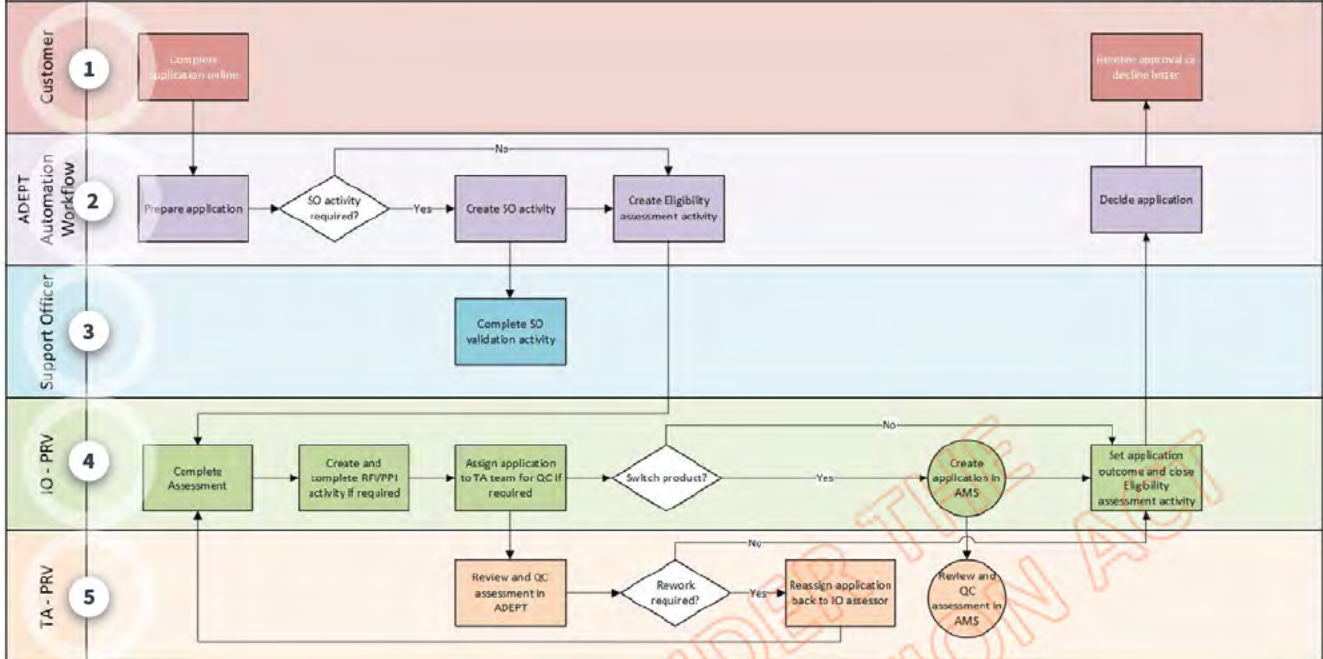 Customer
1
Complete
application online
Receive approval or
decline letter
ADEPT
Automation
Workflow
2
Prepare application
SO activity
required?
No
Yes
Create SO activity
Create Eligibility
assessment activity
Decide application
Support Officer
3
Complete SO
validation activity
IO - PRV
4
Complete
Assessment
Create and
complete RFI/PPI
activity if required
Assign application
to TA team for QC if
required
Switch product?
No
Yes
Create
application in
AMS
Set application
outcome and close
Eligibility
assessment activity
TA - PRV
5
Review and QC
assessment in
ADEPT
Rework
required?
No
Yes
Reassign application
back to IO assessor
Review and
QC
assessment in
AMS
THE
ACT